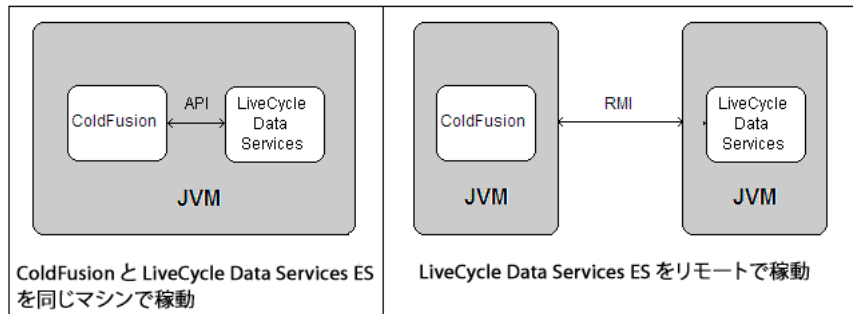 ColdFusion
API
LiveCycle
Data
Services
JVM
ColdFusion と LiveCycle Data Services ES
を同じマシンで稼動
ColdFusion
RMI
LiveCycle
Data
Services
JVM
JVM
LiveCycle Data Services ES をリモートで稼動